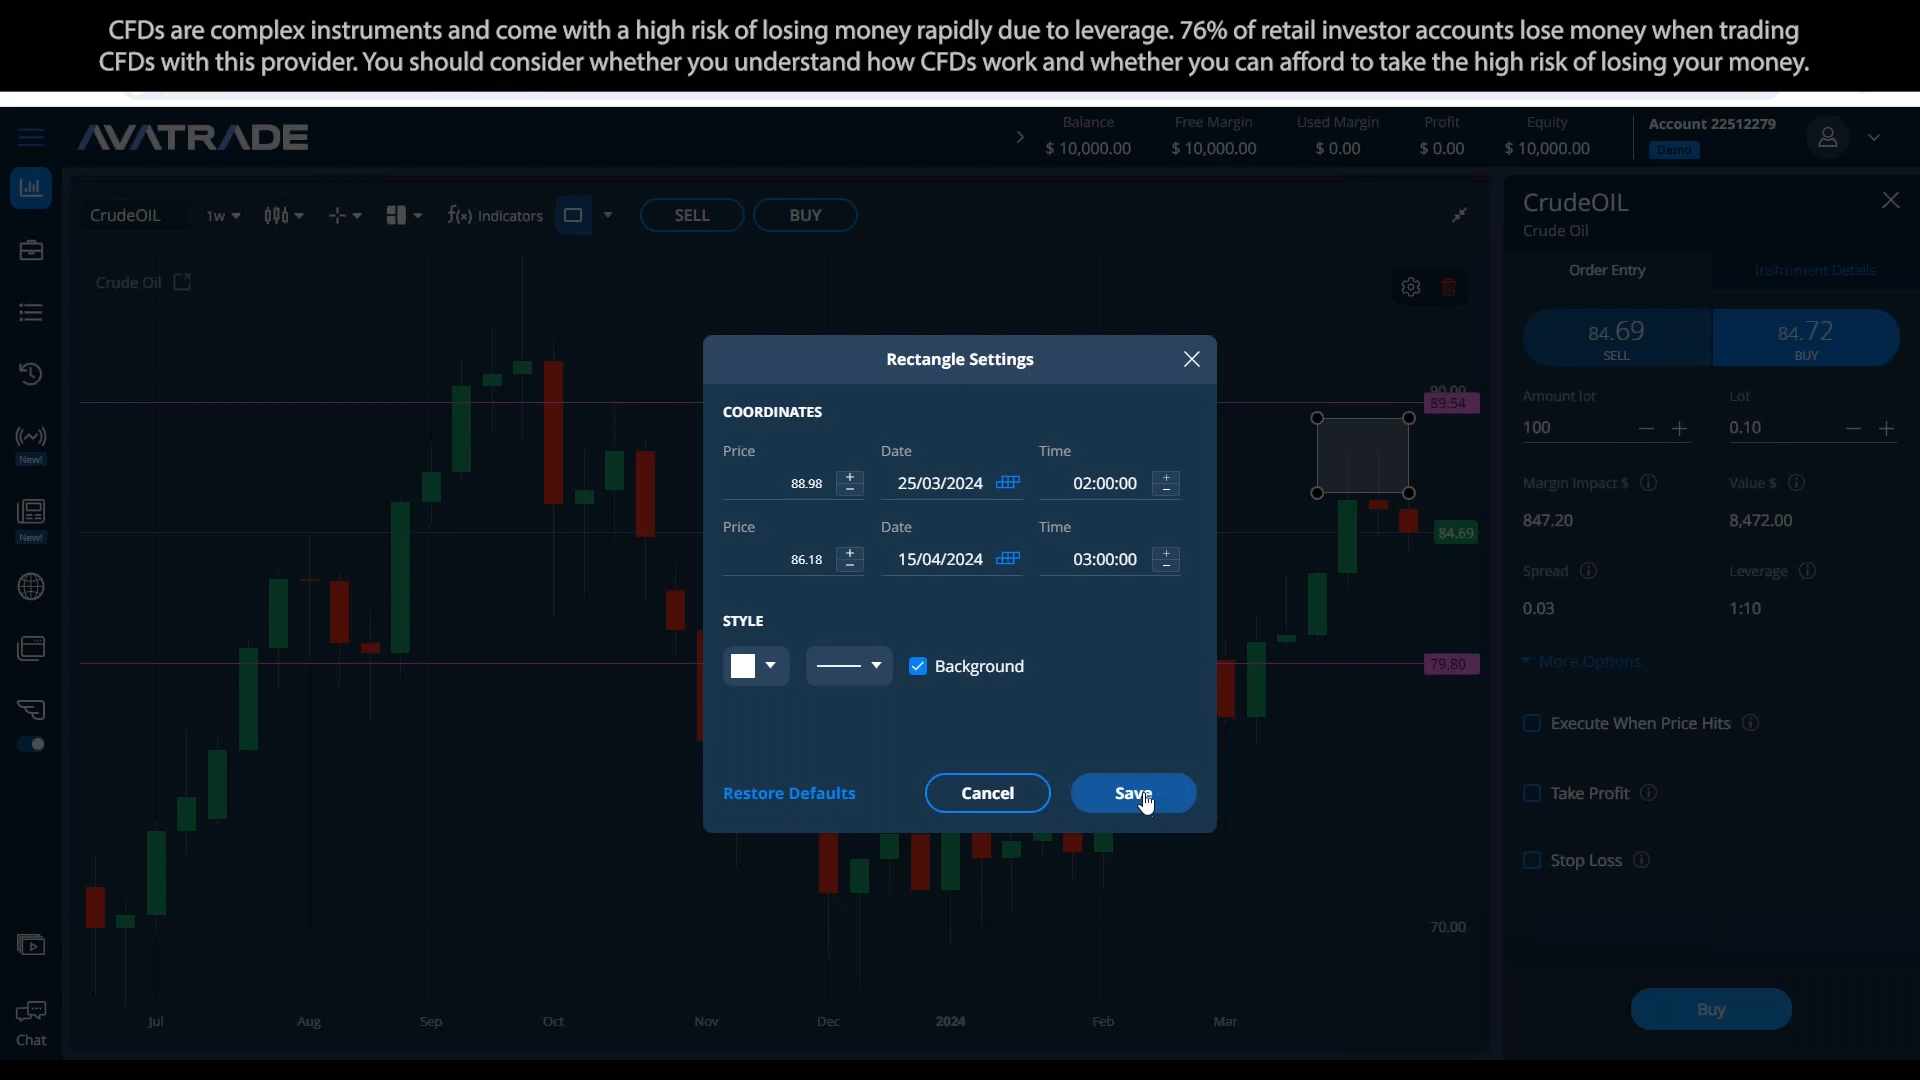 CFDs are complex instruments and come with a high risk of losing money rapidly due to leverage. 76% of retail investor accounts lose money when trading
CFDs with this provider. You should consider whether you understand how CFDs work and whether you can afford to take the high risk of losing your money.
AVATRADE
Balance Free Margin Used Margin Profit Equity
$ 10,000.00 $ 10,000.00 $ 0.00 $ 0.00 $ 10,000.00
Account 22512279
Demo
CrudeOIL 1w f(x) Indicators SELL BUY
Crude Oil
CrudeOIL
Crude Oil
Order Entry Instrument Details
84.69 84.72
SELL BUY
Amount lot Lot
100 0.10
Margin Impact $ Value $
847.20 8,472.00
Spread Leverage
0.03 1:10
More Options
Execute When Price Hits
Take Profit
Stop Loss
Buy
Rectangle Settings
COORDINATES
Price Date Time
88.98 25/03/2024 02:00:00
Price Date Time
86.18 15/04/2024 03:00:00
STYLE
Background
Restore Defaults Cancel Save
90.00
89.54
84.69
79.80
70.00
Jul Aug Sep Oct Nov Dec 2024 Feb Mar
New!
New!
Chat